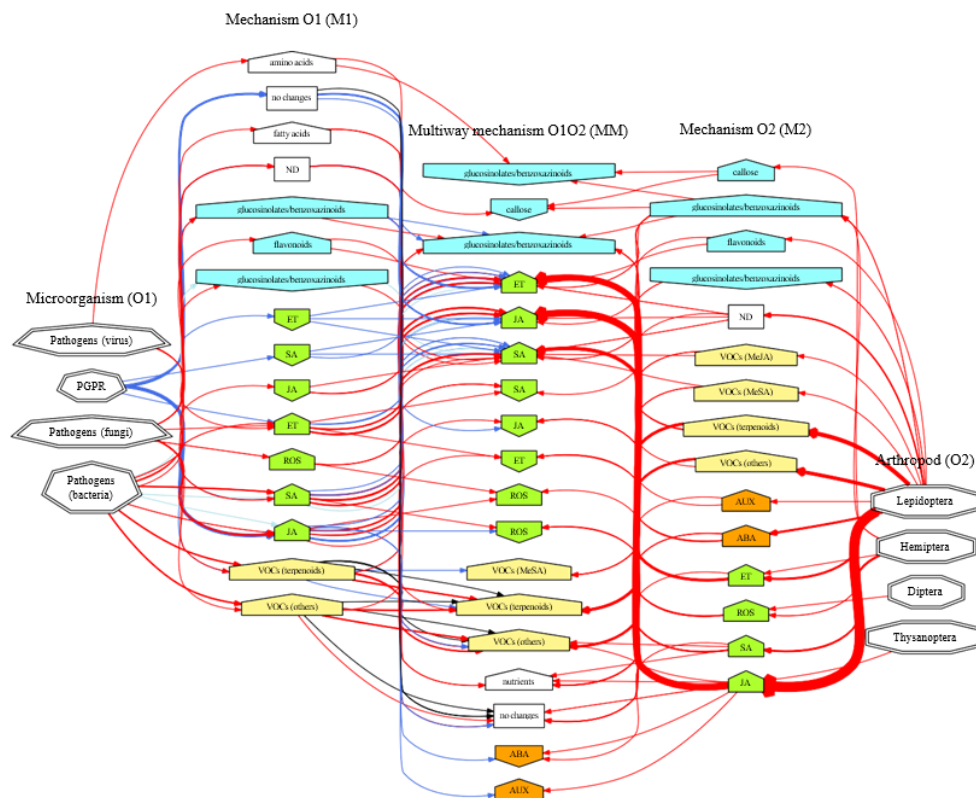 Mechanism O1 (M1)
amino acids
no changes
fatty acids
ND
glucosinolates/benzoxazinoids
flavonoids
glucosinolates/benzoxazinoids
ET
SA
JA
ET
ROS
SA
JA
VOCs (terpenoids)
VOCs (others)
Microorganism (O1)
Pathogens (virus)
PGPR
Pathogens (fungi)
Pathogens
(bacteria)
Multiway mechanism O1O2 (MM)
glucosinolates/benzoxazinoids
callose
glucosinolates/benzoxazinoids
ET
JA
SA
SA
JA
ET
ROS
ROS
VOCs (MeSA)
VOCs (terpenoids)
VOCs (others)
nutrients
no changes
ABA
AUX
Mechanism O2 (M2)
callose
glucosinolates/benzoxazinoids
flavonoids
glucosinolates/benzoxazinoids
ND
VOCs (MeJA)
VOCs (MeSA)
VOCs (terpenoids)
VOCs (others)
AUX
ABA
ET
ROS
SA
JA
Arthropod (O2)
Lepidoptera
Hemiptera
Diptera
Thysanoptera